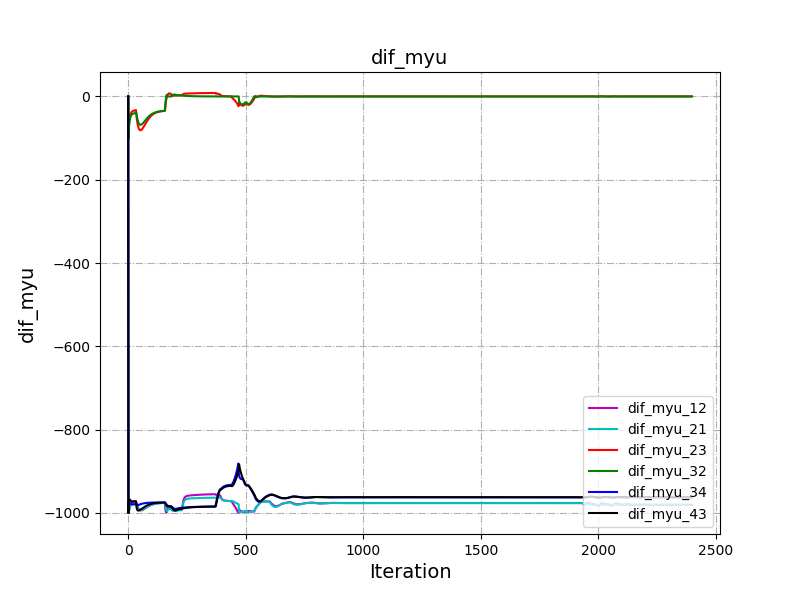 dif_myu
dif_myu
0
−200
−400
−600
−800
−1000
0
500
1000
1500
2000
2500
Iteration
dif_myu_12
dif_myu_21
dif_myu_23
dif_myu_32
dif_myu_34
dif_myu_43